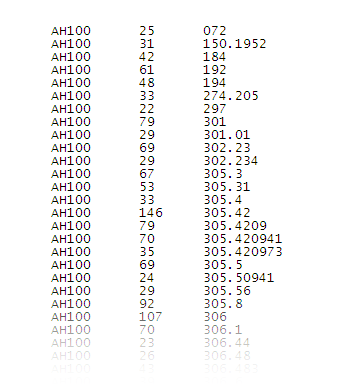 AH100 25 072
AH100 31 150.1952
AH100 42 184
AH100 61 192
AH100 48 194
AH100 33 274.205
AH100 22 297
AH100 79 301
AH100 29 301.01
AH100 69 302.23
AH100 29 302.234
AH100 67 305.3
AH100 53 305.31
AH100 33 305.4
AH100 146 305.42
AH100 79 305.4209
AH100 70 305.420941
AH100 35 305.420973
AH100 69 305.5
AH100 24 305.50941
AH100 29 305.56
AH100 92 305.8
AH100 107 306
AH100 70 306.1
AH100 23 306.44
AH100 26 306.48
AH100 43 306.483